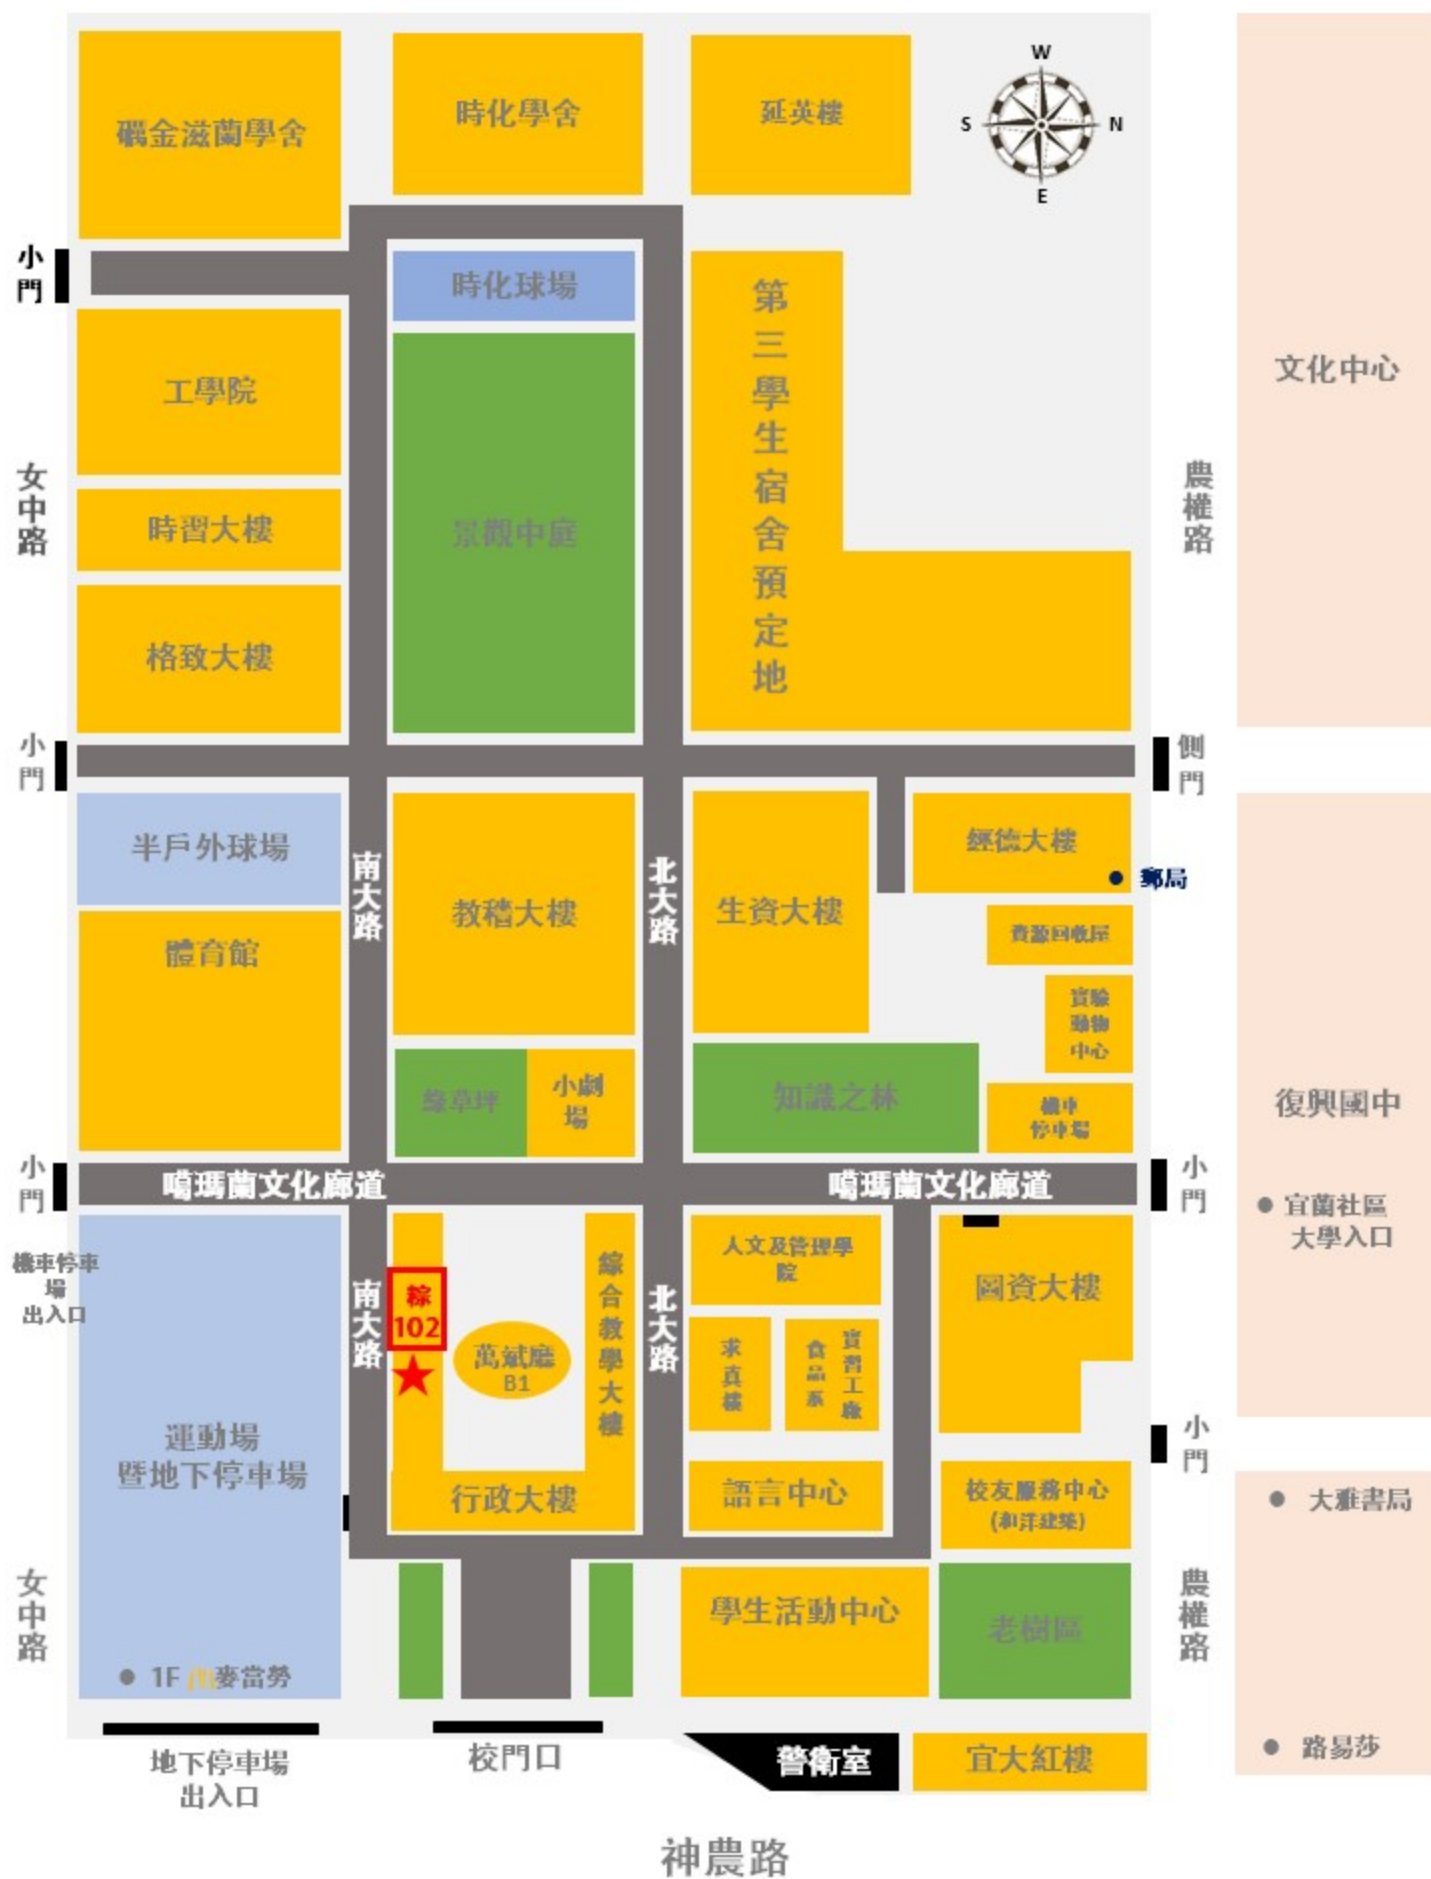 W
S
N
E
礪金滋蘭學舍
時化學舍
延英樓
小
門
時化球場
第三學生宿舍預定地
工學院
文化中心
女中路
農權路
時習大樓
景觀中庭
格致大樓
小
門
側
門
半戶外球場
南大路
教穡大樓
北大路
生資大樓
經德大樓
郵局
體育館
資源回收屋
實驗
動物
中心
綠草坪
小劇
場
知識之林
機車
停車場
復興國中
小
門
噶瑪蘭文化廊道
噶瑪蘭文化廊道
小
門
宜蘭社區
大學入口
機車停車
場
出入口
南大路
綜
102
萬斌廳
B1
綜合教學大樓
北大路
人文及管理學
院
圖資大樓
求真樓
食品系
實習工廠
運動場
暨地下停車場
小
門
行政大樓
語言中心
校友服務中心
(和洋建築)
大雅書局
女中路
學生活動中心
老樹區
農權路
1F 麥當勞
地下停車場
出入口
校門口
警衛室
宜大紅樓
路易莎
神農路